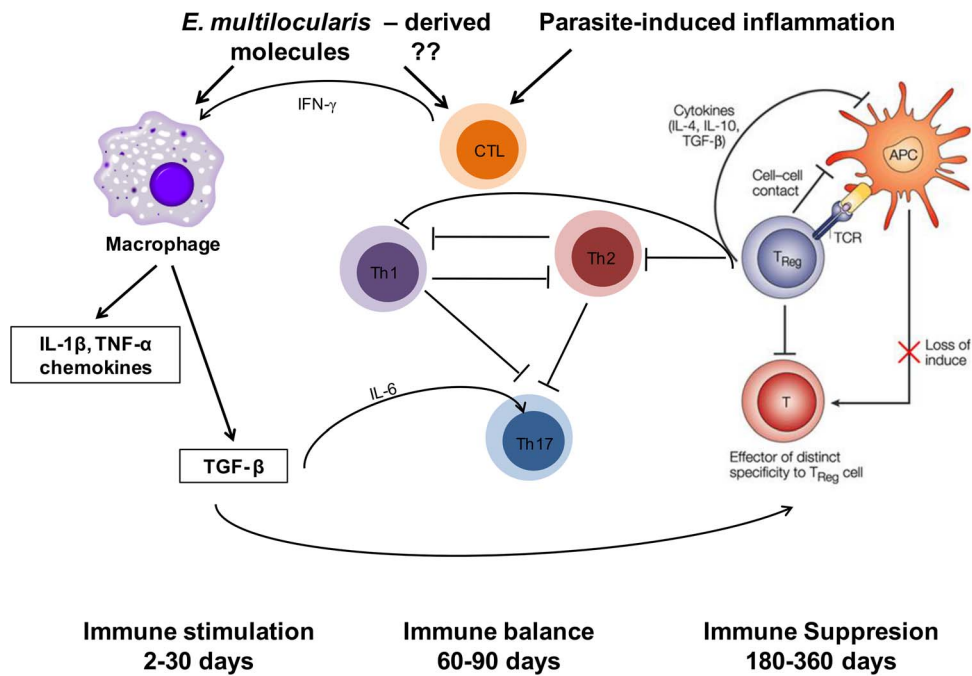 E. multilocularis – derived
molecules ??
Parasite-induced inflammation
IFN-γ
CTL
Cytokines
(IL-4, IL-10,
TGF-β)
APC
Cell–cell
contact
Macrophage
TCR
Th1
Th2
TReg
IL-1β, TNF-α
chemokines
Loss of
induce
IL-6
T
Th17
TGF-β
Effector of distinct
specificity to TReg cell
Immune stimulation
2-30 days
Immune balance
60-90 days
Immune Suppresion
180-360 days